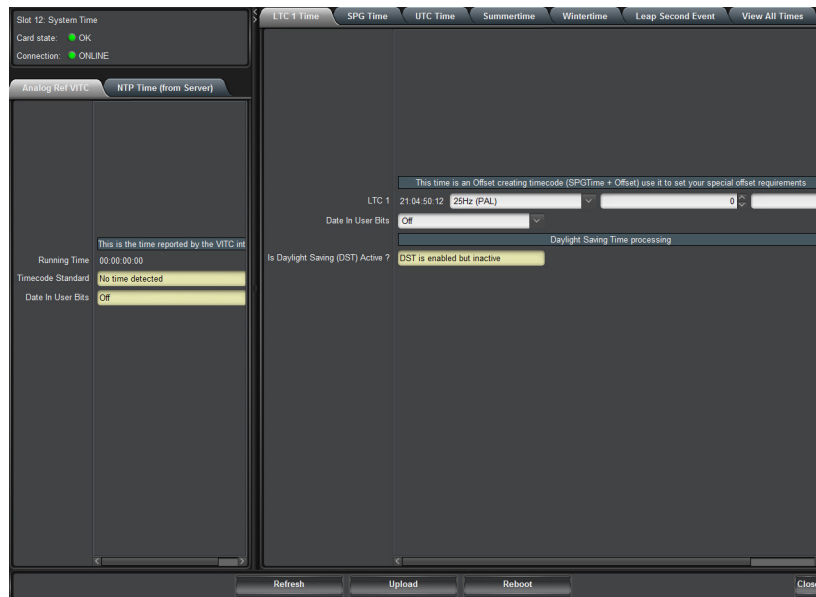 Slot 12: System Time
Card state: OK
Connection: ONLINE
Analog Ref VITC
NTP Time (from Server)
This is the time reported by the VITC int
Running Time 00:00:00:00
Timecode Standard No time detected
Date In User Bits Off
LTC 1 Time SPG Time UTC Time Summertime Wintertime Leap Second Event View All Times
This time is an Offset creating timecode (SPGTime + Offset) use it to set your special offset requirements
LTC 1 21:04:50:12 25Hz (PAL) 0
Date In User Bits Off
Daylight Saving Time processing
Is Daylight Saving (DST) Active ? DST is enabled but inactive
Refresh Upload Reboot Close